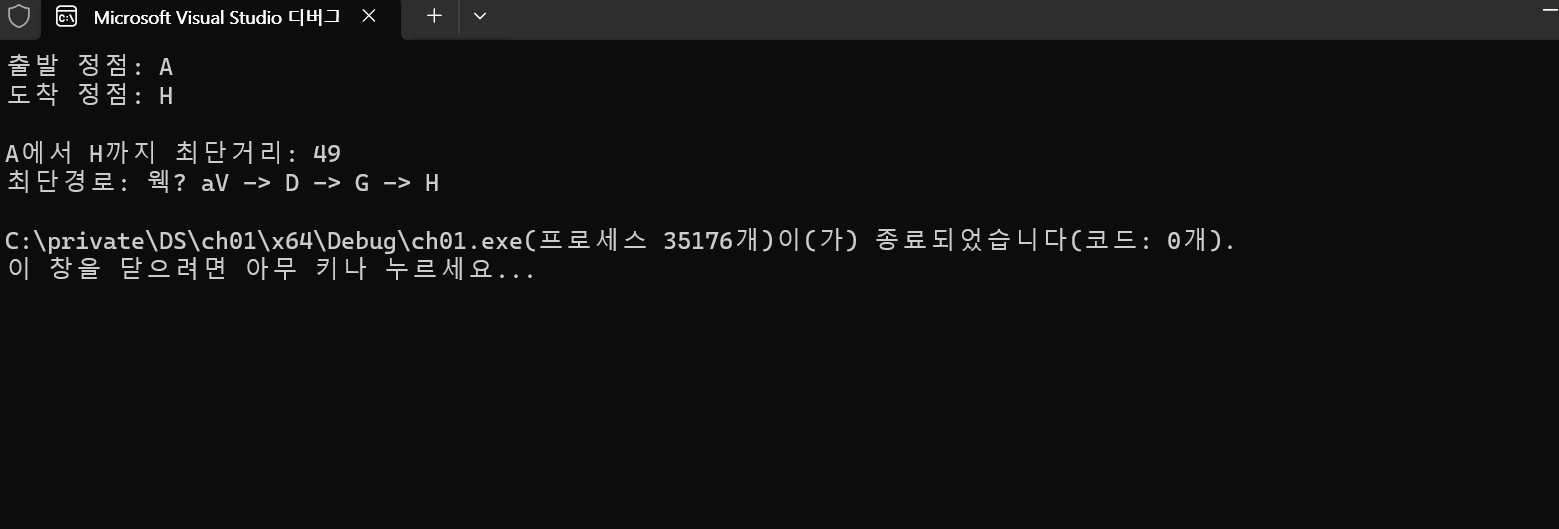 Microsoft Visual Studio 디버그
출발 정점: A
도착 정점: H
A에서 H까지 최단거리: 49
최단경로: 웩? aV -> D -> G -> H
C:\private\DS\ch01\x64\Debug\ch01.exe(프로세스 35176개)이(가) 종료되었습니다(코드: 0개).
이 창을 닫으려면 아무 키나 누르세요...